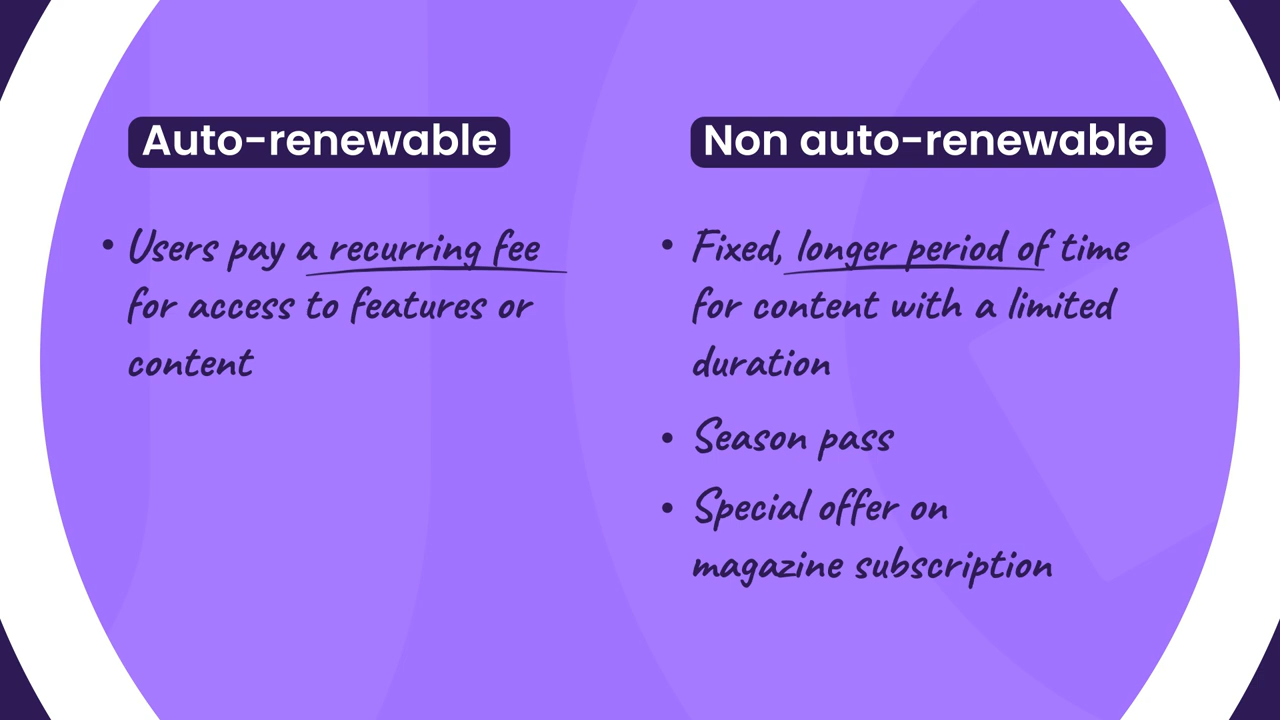 Auto-renewable
• Users pay a recurring fee
for access to features or
content
Non auto-renewable
• Fixed, longer period of time
for content with a limited
duration
• Season pass
• Special offer on
magazine subscription